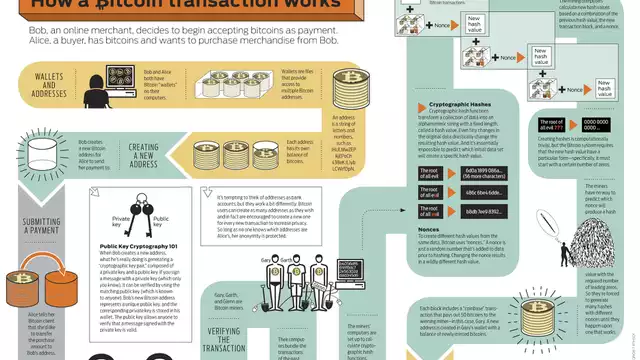 How a Bitcoin transaction works
Bob, an online merchant, decides to begin accepting bitcoins as payment.
Alice, a buyer, has bitcoins and wants to purchase merchandise from Bob.
WALLETS
AND
ADDRESSES
Bob and Alice
both have
Bitcoin "wallets"
on their
computers.
Wallets are files
that provide
access to
multiple Bitcoin
addresses.
An address
is a string of
letters and
numbers,
such as
Each address
has its own
balance of
bitcoins.
CREATING
A NEW
ADDRESS
Bob creates
a new Bitcoin
address for
Alice to send
her payment to.
SUBMITTING
A PAYMENT
Private
key
Public
key
It's tempting to think of addresses as bank
accounts, but they work a bit differently. Bitcoin
users can create as many addresses as they wish
and in fact are encouraged to create a new one
for every new transaction to increase privacy.
So long as no one knows which addresses are
Alice's, her anonymity is protected.
Public Key Cryptography 101
When Bob creates a new address,
what he's really doing is generating a
"cryptographic key pair," composed of
a private key and a public key. If you sign
a message with a private key (which only
you know), it can be verified by using the
matching public key (which is known
to anyone). Bob's new Bitcoin address
represents a unique public key, and the
corresponding private key is stored in his
wallet. The public key allows anyone to
verify that a message signed with the
private key is valid.
Alice tells her
Bitcoin client
that she'd like
to transfer
the purchase
amount to
Bob's address.
Gary
Garth
Gary, Garth,
and Glenn are
Bitcoin miners.
VERIFYING
THE
TRANSACTION
Their computers
bundle the
transactions
of the past
The miners'
computers are
set up to calculate
cryptographic
hash functions.
Bitcoin transactions.
calculate new hash values
based on a combination of the
previous hash value, the new
transaction block, and a nonce.
+ Nonce
New
hash
value
+ Nonce
New
hash
value
+ Nonce
New
hash
value
Cryptographic Hashes
Cryptographic hash functions
transform a collection of data into an
alphanumeric string with a fixed length,
called a hash value. Even tiny changes in
the original data drastically change the
resulting hash value. And it's essentially
impossible to predict which initial data set
will create a specific hash value.
The root
of all evil
6d0a 1899 086a...
(56 more characters)
The root
of all evil
486c 6be4 6dde...
The root
of all evil
b8db 7ee9 8392...
The root of
all evil ???
0000 0000
0000 ...
Creating hashes is computationally
trivial, but the Bitcoin system requires
that the new hash value have a
particular form—specifically, it must
start with a certain number of zeros.
Nonces
To create different hashes from the
same data, Bitcoin uses "nonces." A nonce is
just a random number that's added to data
prior to hashing. Changing the nonce results
in a wildly different hash value.
The miners
have no way to
predict which
nonce will
produce a hash
value with the
required number
of leading zeros.
So they're forced
to generate
many hashes
with different
nonces until they
happen upon one
that works.
Each block includes a "coinbase" transaction
that pays out 50 bitcoins to the
winning miner—in this case, Gary. A new
address is created in Gary's wallet with a
balance of newly minted bitcoins.